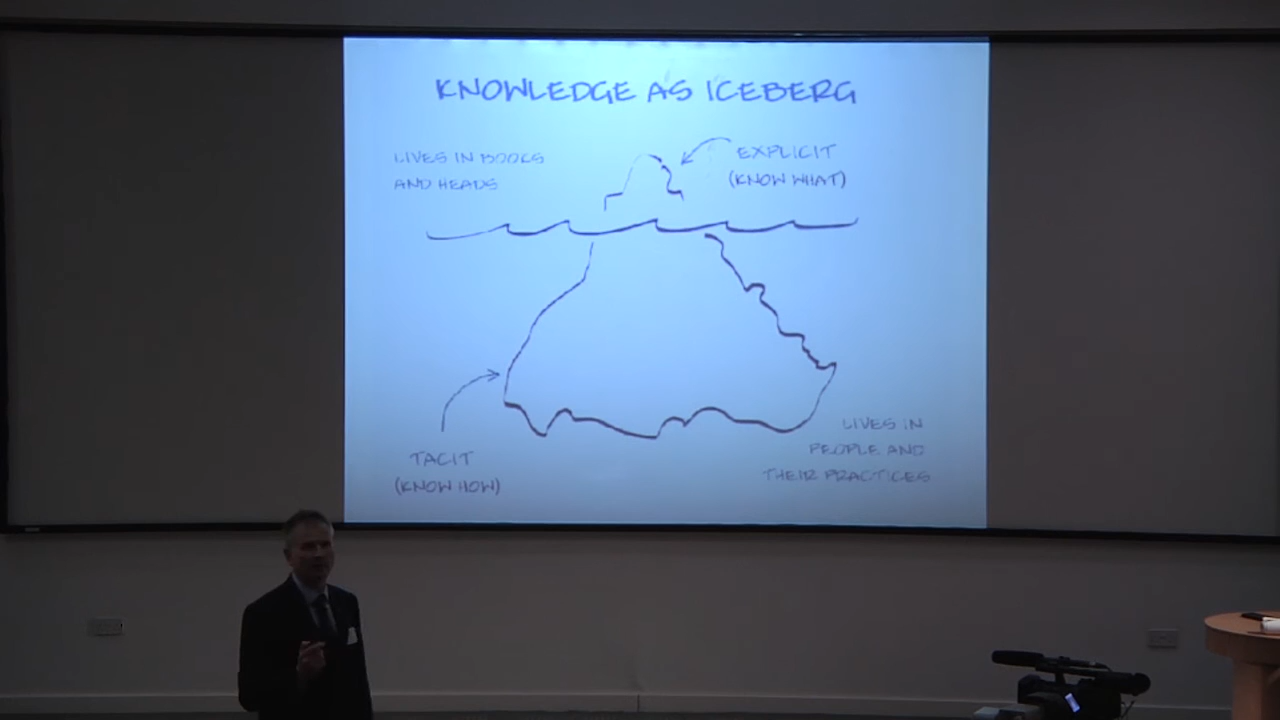 KNOWLEDGE AS ICEBERG
LIVES IN BOOKS
AND HEADS
EXPLICIT
(KNOW WHAT)
TACIT
(KNOW HOW)
LIVES IN
PEOPLE AND
THEIR PRACTICES